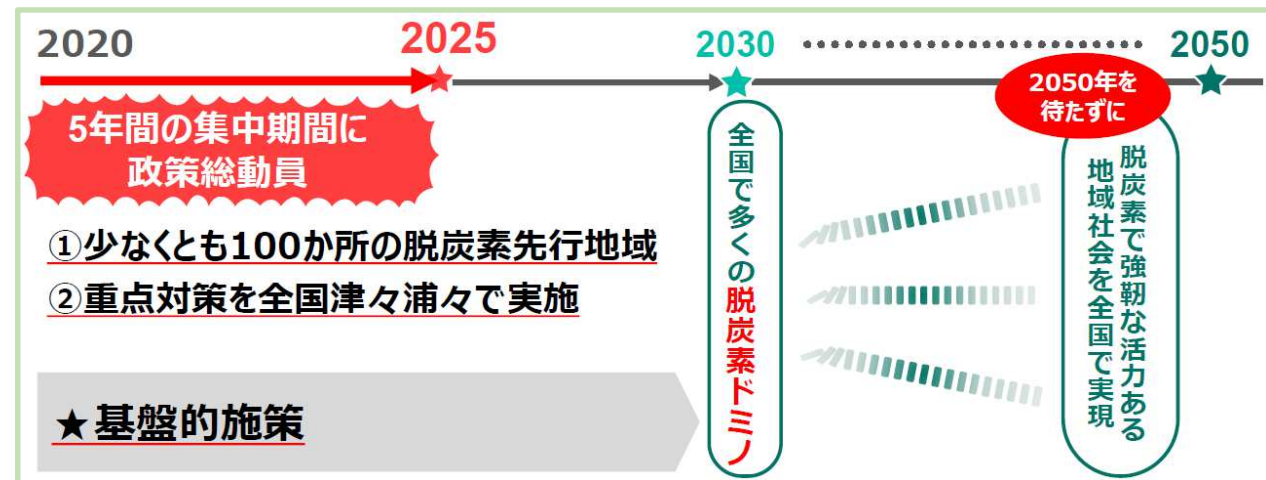 2020
2025
2030
2050
5年間の集中期間に
政策総動員
①少なくとも100か所の脱炭素先行地域
②重点対策を全国津々浦々で実施
★基盤的施策
全国で多くの脱炭素ドミノ
2050年を
待たずに
脱炭素で強靭な活力ある
地域社会を全国で実現